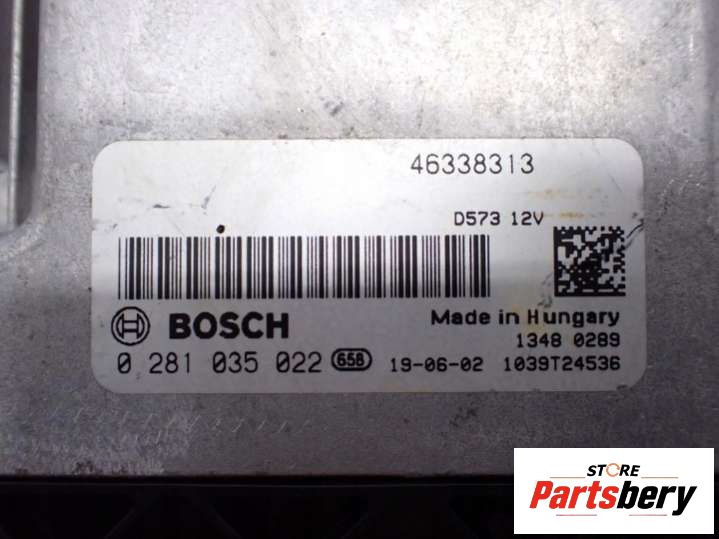 46338313
D573 12V
BOSCH
Made in Hungary
1348 0289
0 281 035 022 658 19-06-02 1039T24536
STORE
Partsbery